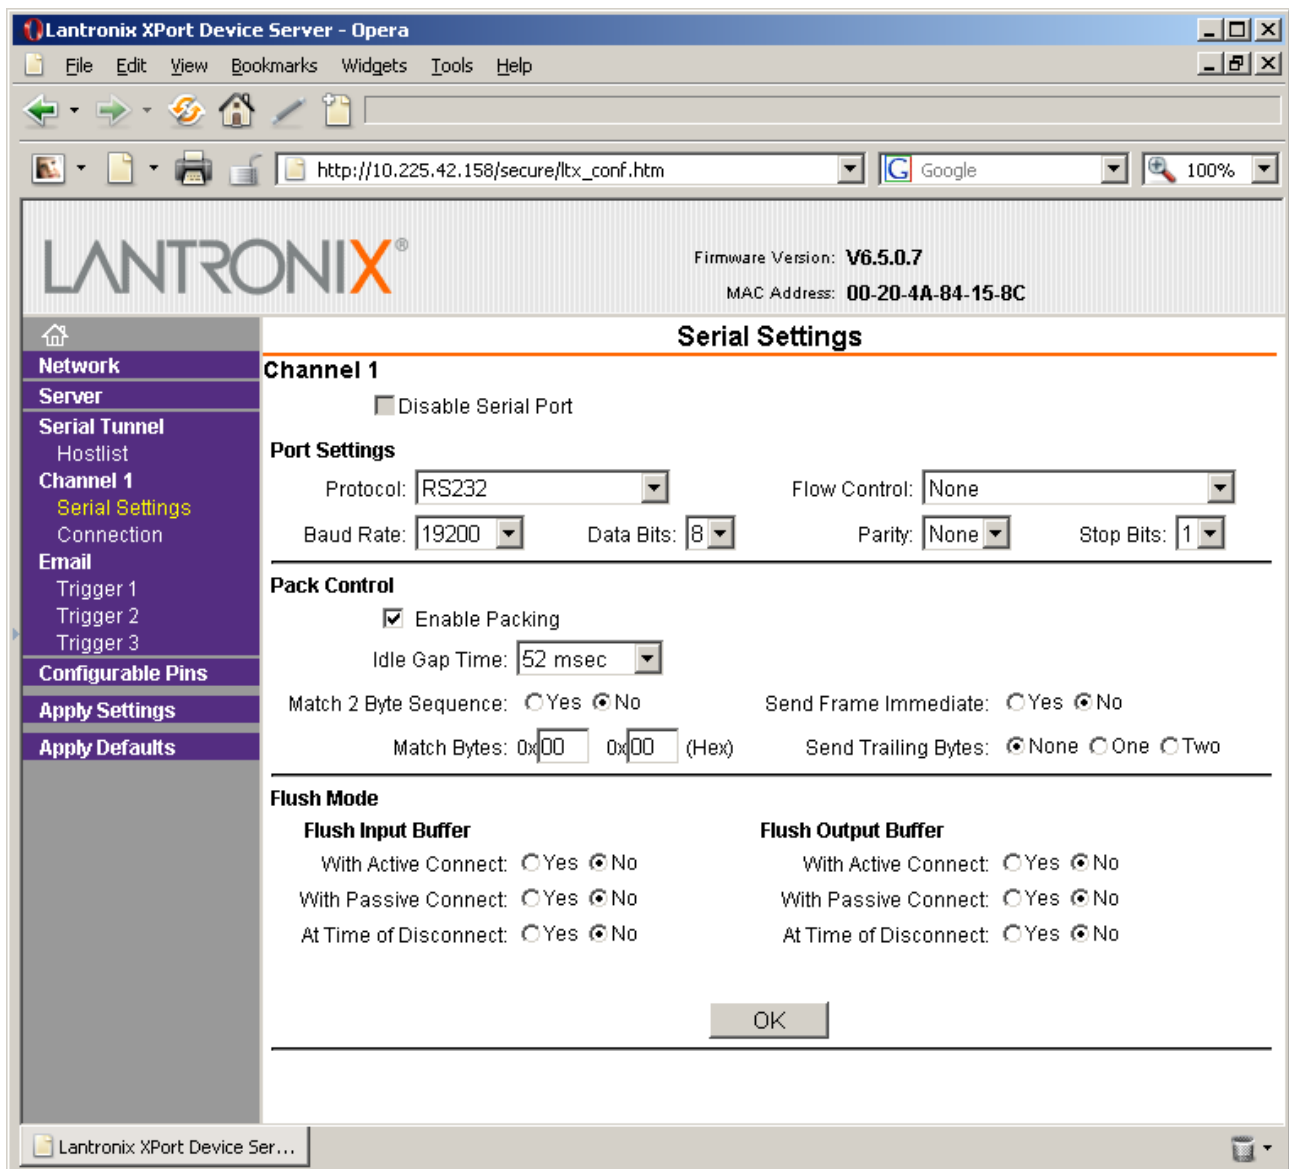 Lantronix XPort Device Server - Opera
File Edit View Bookmarks Widgets Tools Help
http://10.225.42.158/secure/ltx_conf.htm G Google 100%
LANTRONIX®
Firmware Version: V6.5.0.7
MAC Address: 00-20-4A-84-15-8C
Network
Server
Serial Tunnel
Hostlist
Channel 1
Serial Settings
Connection
Email
Trigger 1
Trigger 2
Trigger 3
Configurable Pins
Apply Settings
Apply Defaults
Serial Settings
Channel 1
Disable Serial Port
Port Settings
Protocol: RS232 Flow Control: None
Baud Rate: 19200 Data Bits: 8 Parity: None Stop Bits: 1
Pack Control
Enable Packing
Idle Gap Time: 52 msec
Match 2 Byte Sequence: Yes No Send Frame Immediate: Yes No
Match Bytes: 0x00 0x00 (Hex) Send Trailing Bytes: None One Two
Flush Mode
Flush Input Buffer Flush Output Buffer
With Active Connect: Yes No With Active Connect: Yes No
With Passive Connect: Yes No With Passive Connect: Yes No
At Time of Disconnect: Yes No At Time of Disconnect: Yes No
OK
Lantronix XPort Device Ser...